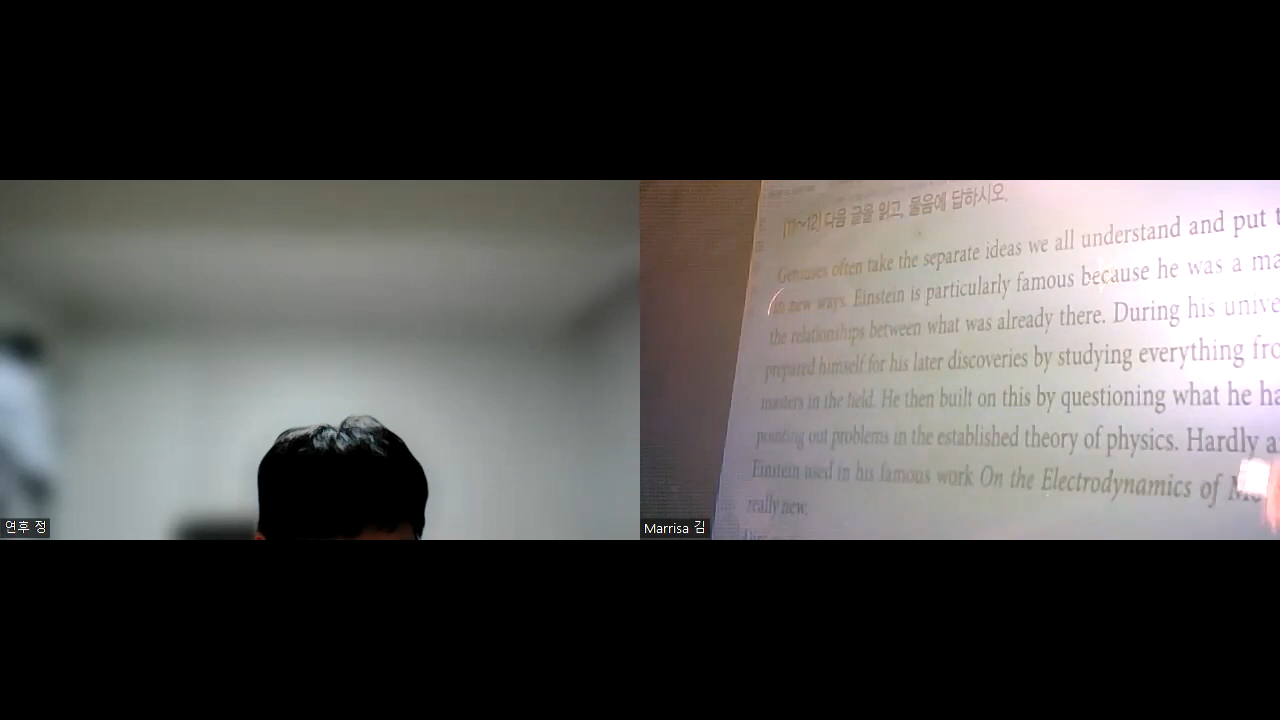 [11~12] 다음 글을 읽고, 물음에 답하시오.
Geniuses often take the separate ideas we all understand and put t
in new ways. Einstein is particularly famous because he was a ma
the relationships between what was already there. During his unive
prepared himself for his later discoveries by studying everything fro
masters in the field. He then built on this by questioning what he ha
pointing out problems in the established theory of physics. Hardly a
Einstein used in his famous work On the Electrodynamics of
really new.
연후 정
Marrisa 김